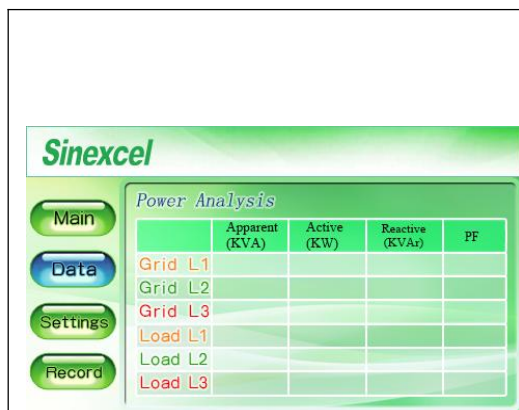 Sinexcel
Main
Data
Settings
Record
Power Analysis
Apparent (KVA) Active (KW) Reactive (KVAr) PF
Grid L1
Grid L2
Grid L3
Load L1
Load L2
Load L3